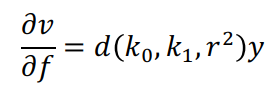 ∂v/∂f = d(k₀, k₁, r²)y